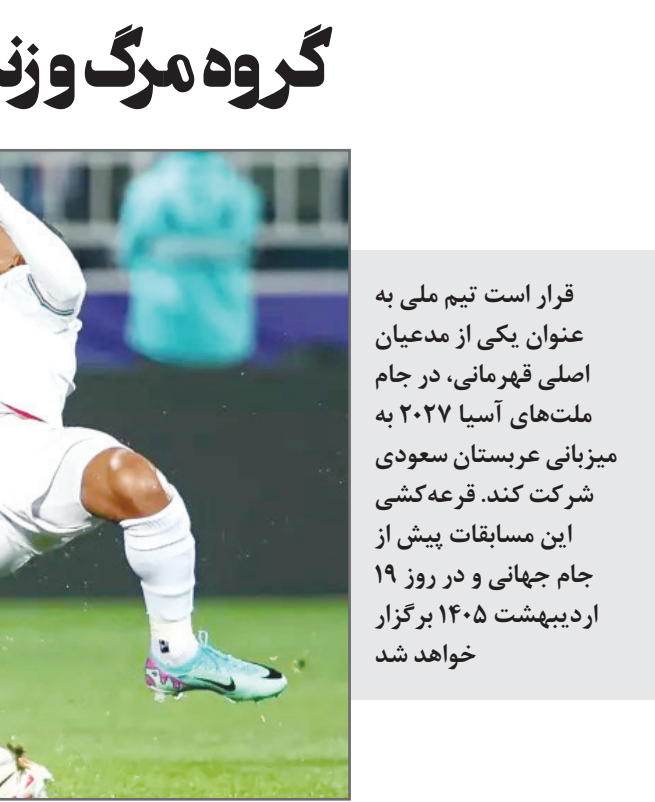 گروه مرگ و
قرار است تیم ملی به
عنوان یکی از مدعیان
اصلی قهرمانی، در جام
ملت‌های آسیا ۲۰۲۷ به
میزبانی عربستان سعودی
شرکت کند. قرعه‌کشی
این مسابقات پیش از
جام جهانی و در روز ۱۹
اردیبهشت ۱۴۰۵ برگزار
خواهد شد